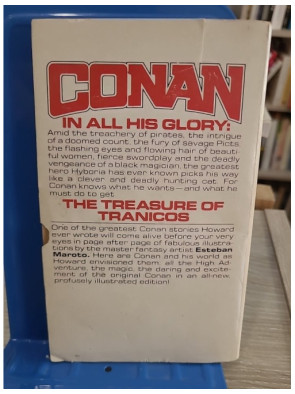 CONAN
IN ALL HIS GLORY:
Amid the treachery of pirates, the intrigue
of a doomed count, the fury of savage Picts,
the flashing eyes and flowing hair of beauti-
ful women, fierce swordplay and the deadly
vengeance of a black magician, the greatest
hero Hyboria has ever known picks his way
like a clever and deadly hunting cat. For
Conan knows what he wants—and what he
must do to get.
THE TREASURE OF
TRANICOS
One of the greatest Conan stories Howard
ever wrote will come alive before your very
eyes in page after page of fabulous illustra-
tions by the master fantasy artist Esteban
Maroto. Here are Conan and his world as
Howard envisioned them: all the High Ad-
venture, the magic, the daring and excite-
ment of the original Conan in an all-new,
profusely illustrated edition!